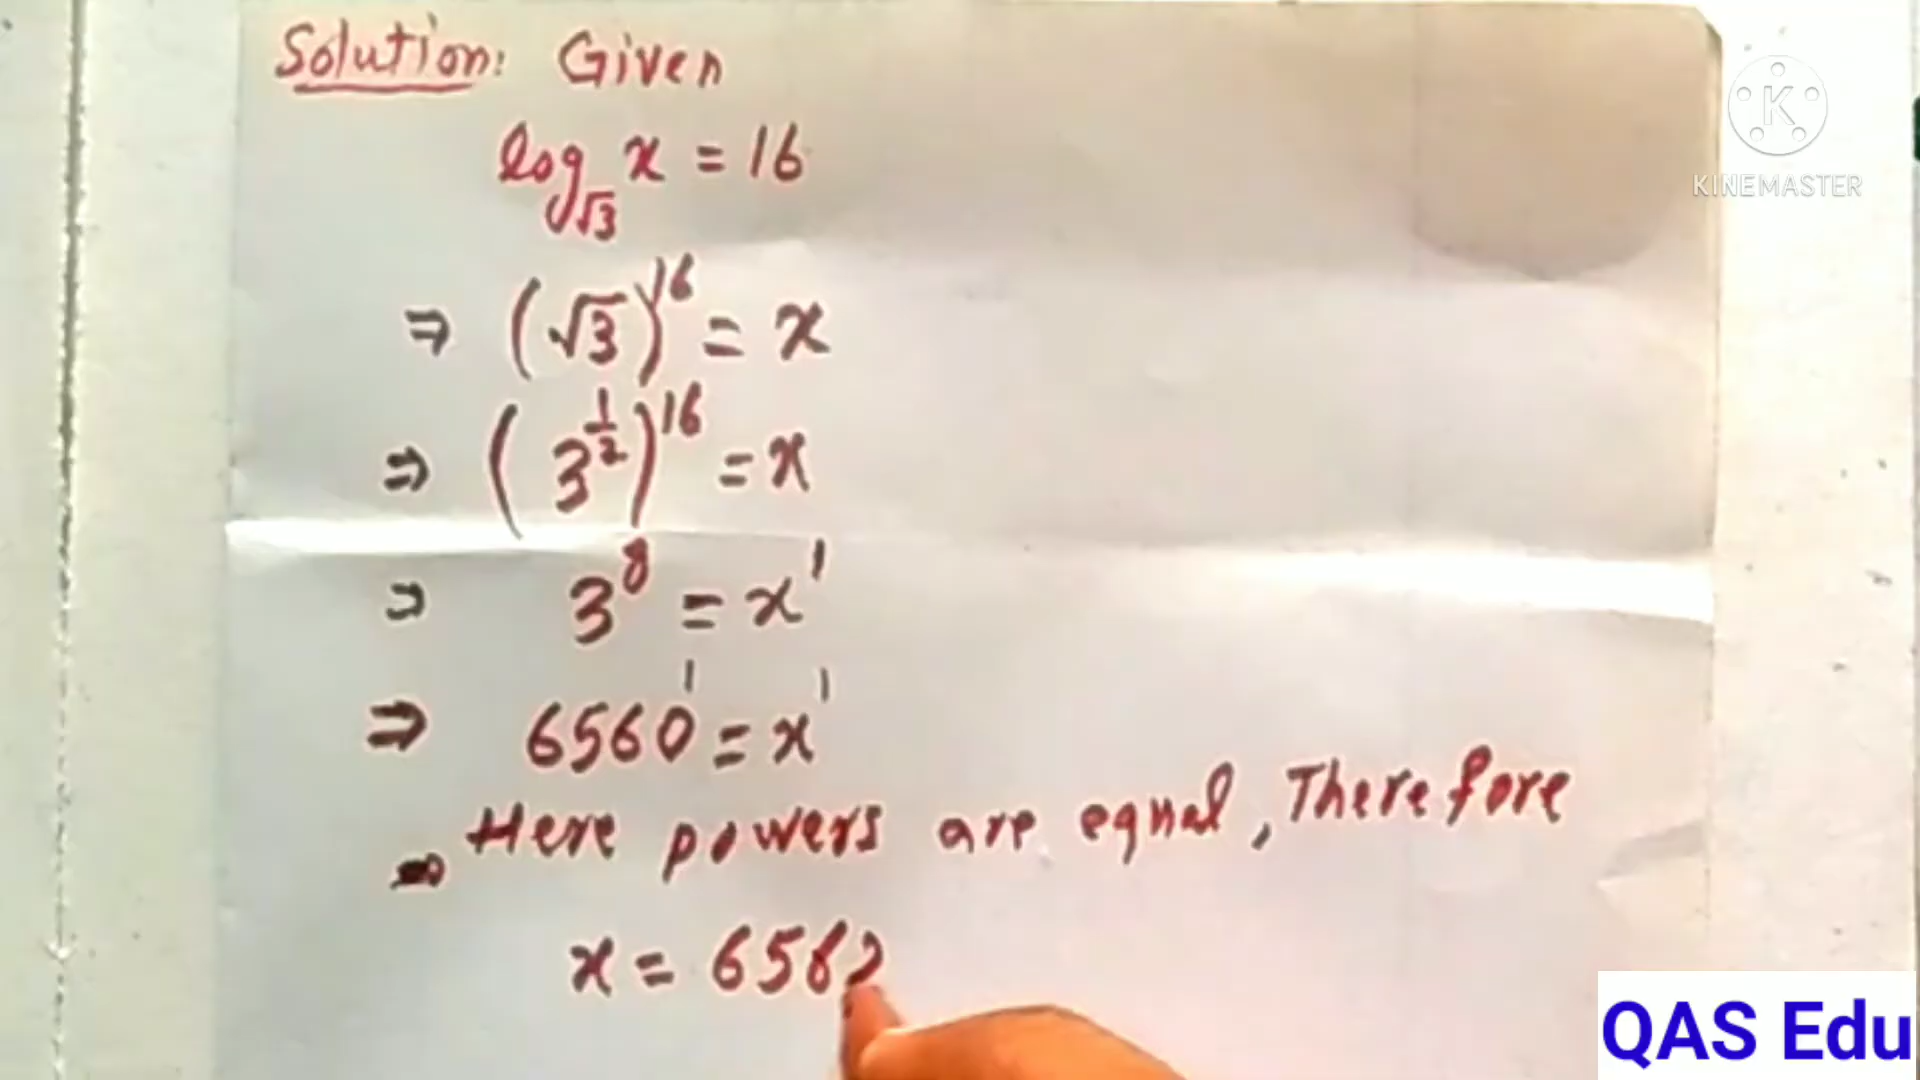 Solution: Given
log√3 x = 16
⇒ (√3)^16 = x
⇒ (3^1/2)^16 = x
⇒ 3^8 = x^1
⇒ 6560^1 = x^1
Here powers are equal, Therefore
x = 656
K
KINEMASTER
QAS Edu